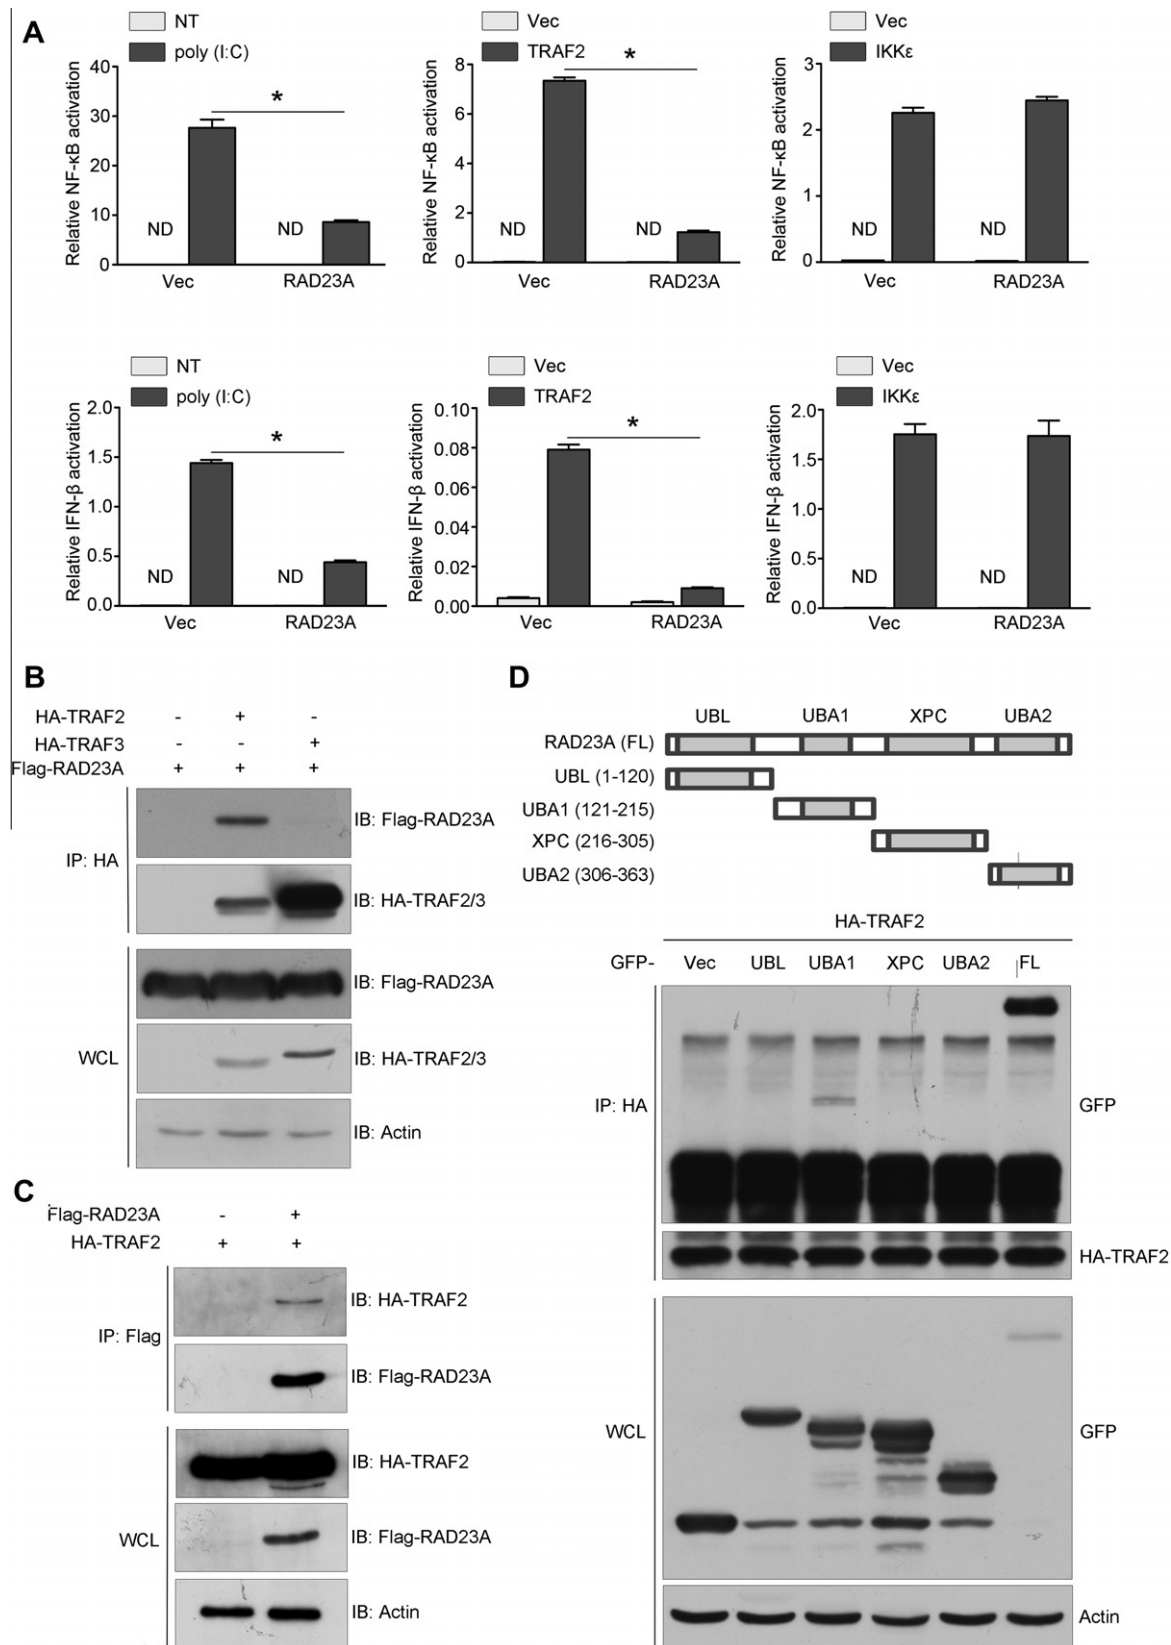 A
NT
poly (I:C)
Relative NF-κB activation
40
30
20
10
0
*
ND
ND
Vec
RAD23A
Vec
TRAF2
Relative NF-κB activation
8
6
4
2
0
*
ND
ND
Vec
RAD23A
Vec
IKKε
Relative NF-κB activation
3
2
1
0
ND
ND
Vec
RAD23A
NT
poly (I:C)
Relative IFN-β activation
2.0
1.5
1.0
0.5
0.0
*
ND
ND
Vec
RAD23A
Vec
TRAF2
Relative IFN-β activation
0.10
0.08
0.06
0.04
0.02
0.00
*
Vec
RAD23A
Vec
IKKε
Relative IFN-β activation
2.0
1.5
1.0
0.5
0.0
ND
ND
Vec
RAD23A
B
HA-TRAF2 - + -
HA-TRAF3 - - +
Flag-RAD23A + + +
IP: HA
IB: Flag-RAD23A
IB: HA-TRAF2/3
WCL
IB: Flag-RAD23A
IB: HA-TRAF2/3
IB: Actin
C
Flag-RAD23A - +
HA-TRAF2 + +
IP: Flag
IB: HA-TRAF2
IB: Flag-RAD23A
WCL
IB: HA-TRAF2
IB: Flag-RAD23A
IB: Actin
D
UBL UBA1 XPC UBA2
RAD23A (FL)
UBL (1-120)
UBA1 (121-215)
XPC (216-305)
UBA2 (306-363)
HA-TRAF2
GFP- Vec UBL UBA1 XPC UBA2 FL
IP: HA
GFP
HA-TRAF2
WCL
GFP
Actin